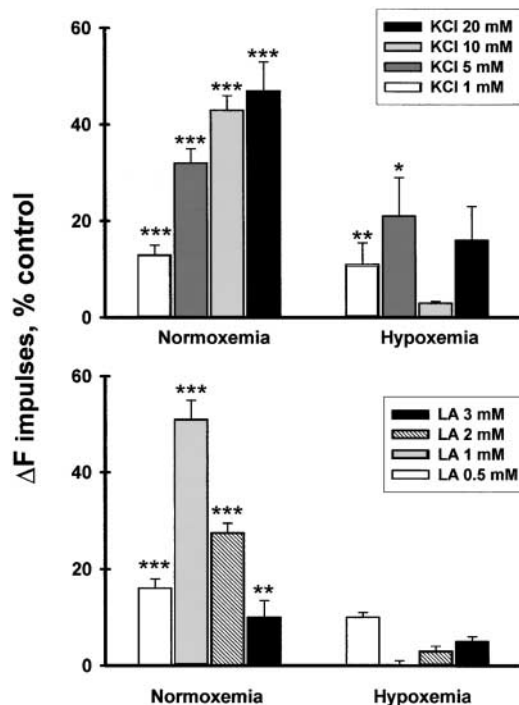 60
40
20
0
***
***
***
***
**
*
KCl 20 mM
KCl 10 mM
KCl 5 mM
KCl 1 mM
Normoxemia Hypoxemia
ΔF impulses, % control
60
40
20
0
***
***
***
**
LA 3 mM
LA 2 mM
LA 1 mM
LA 0.5 mM
Normoxemia Hypoxemia